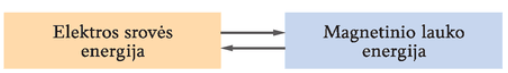 Elektros srovės
energija
Magnetinio lauko
energija